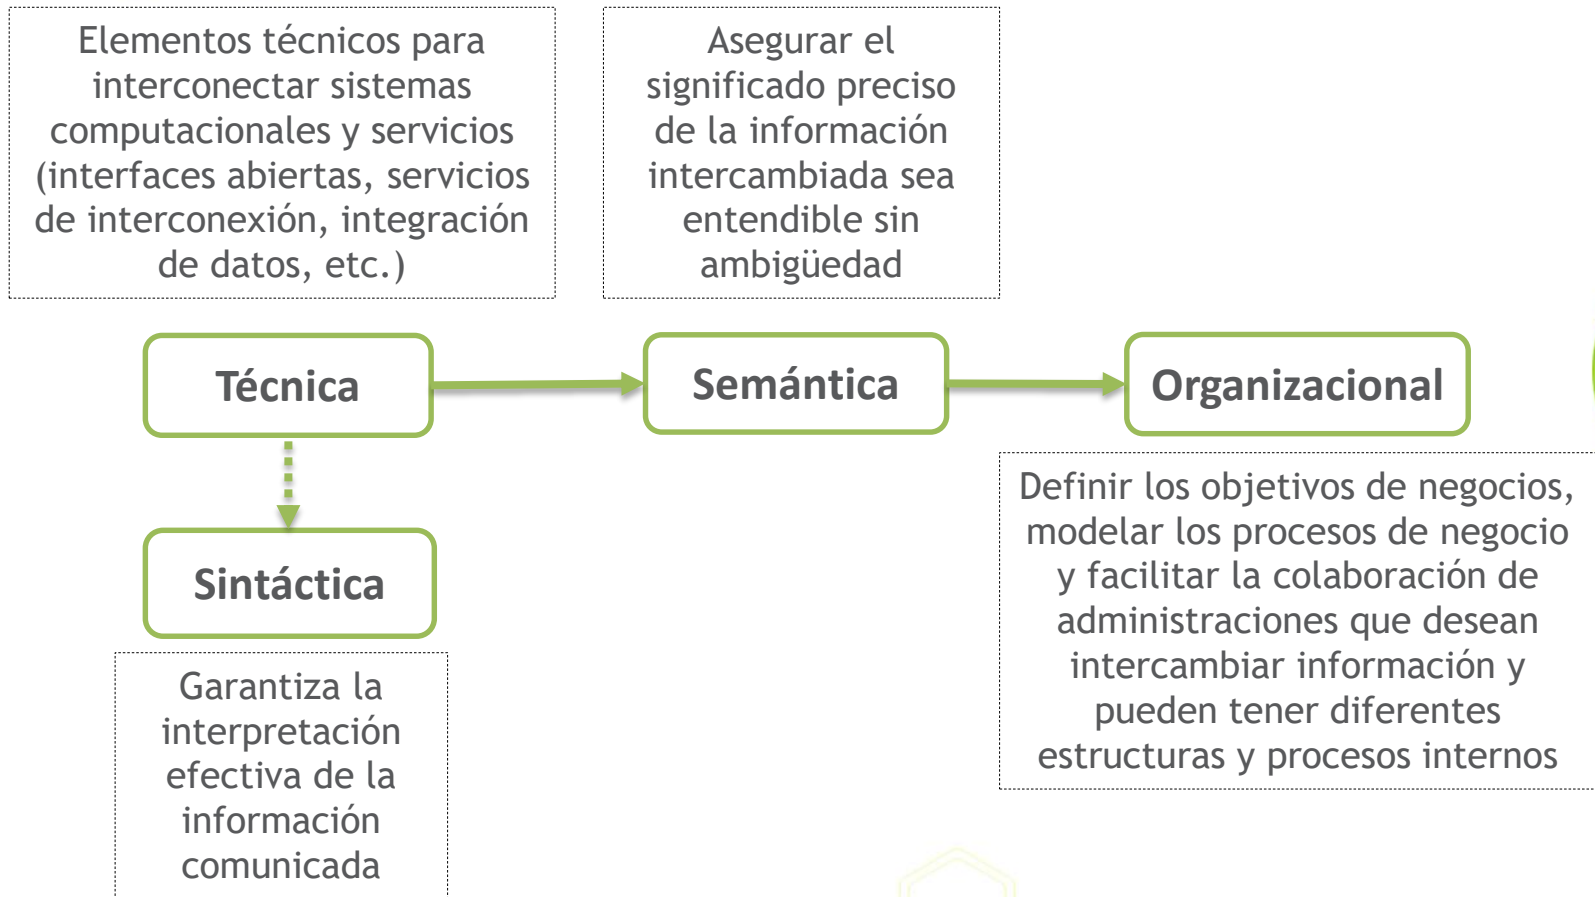 Elementos técnicos para
interconectar sistemas
computacionales y servicios
(interfaces abiertas, servicios
de interconexión, integración
de datos, etc.)
Asegurar el
significado preciso
de la información
intercambiada sea
entendible sin
ambigüedad
Técnica
Semántica
Organizacional
Sintáctica
Garantiza la
interpretación
efectiva de la
información
comunicada
Definir los objetivos de negocios,
modelar los procesos de negocio
y facilitar la colaboración de
administraciones que desean
intercambiar información y
pueden tener diferentes
estructuras y procesos internos